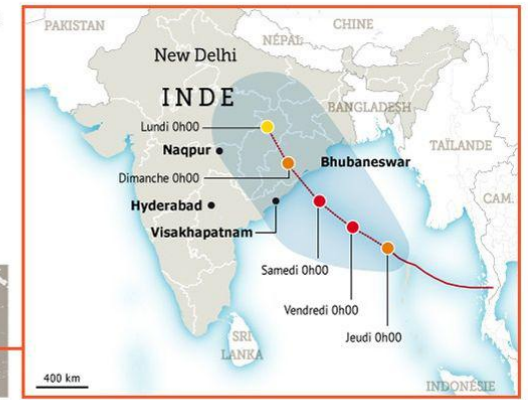 PAKISTAN
CHINE
NÉPAL
New Delhi
INDE
BANGLADESH
Lundi 0h00
TAÏLANDE
Naqpur
Bhubaneswar
Dimanche 0h00
CAM.
Hyderabad
Visakhapatnam
Samedi 0h00
Vendredi 0h00
Jeudi 0h00
SRI
LANKA
400 km
INDONÉSIE